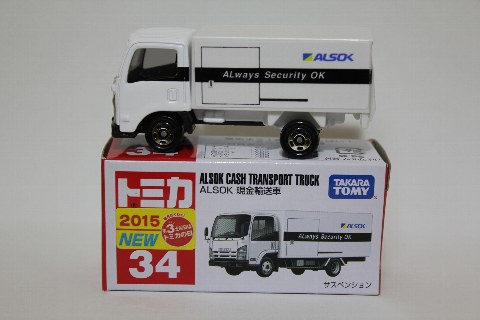 ALSOK
ALways Security OK
トミカ
2015
NEW
34
ALSOK CASH TRANSPORT TRUCK
ALSOK 現金輸送車
TAKARA
TOMY
ALSOK
Always Security OK
サスペンション